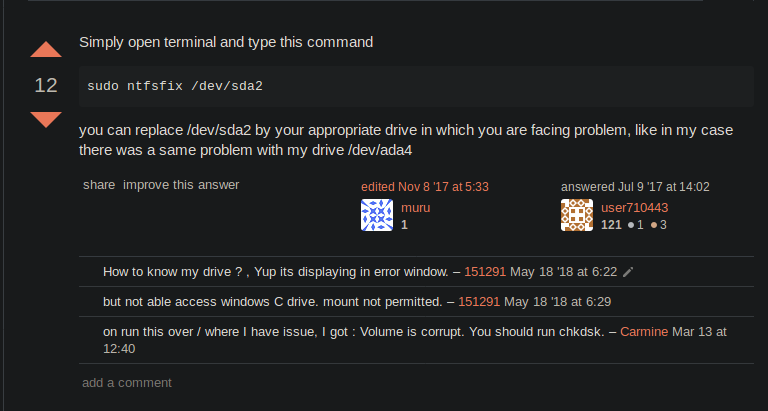 Simply open terminal and type this command
12
sudo ntfsfix /dev/sda2
you can replace /dev/sda2 by your appropriate drive in which you are facing problem, like in my case
there was a same problem with my drive /dev/ada4
share improve this answer
edited Nov 8 '17 at 5:33
muru
1
answered Jul 9 '17 at 14:02
user710443
121 ●1 ●3
How to know my drive ? , Yup its displaying in error window. – 151291 May 18 '18 at 6:22
but not able access windows C drive. mount not permitted. – 151291 May 18 '18 at 6:29
on run this over / where I have issue, I got : Volume is corrupt. You should run chkdsk. – Carmine Mar 13 at
12:40
add a comment